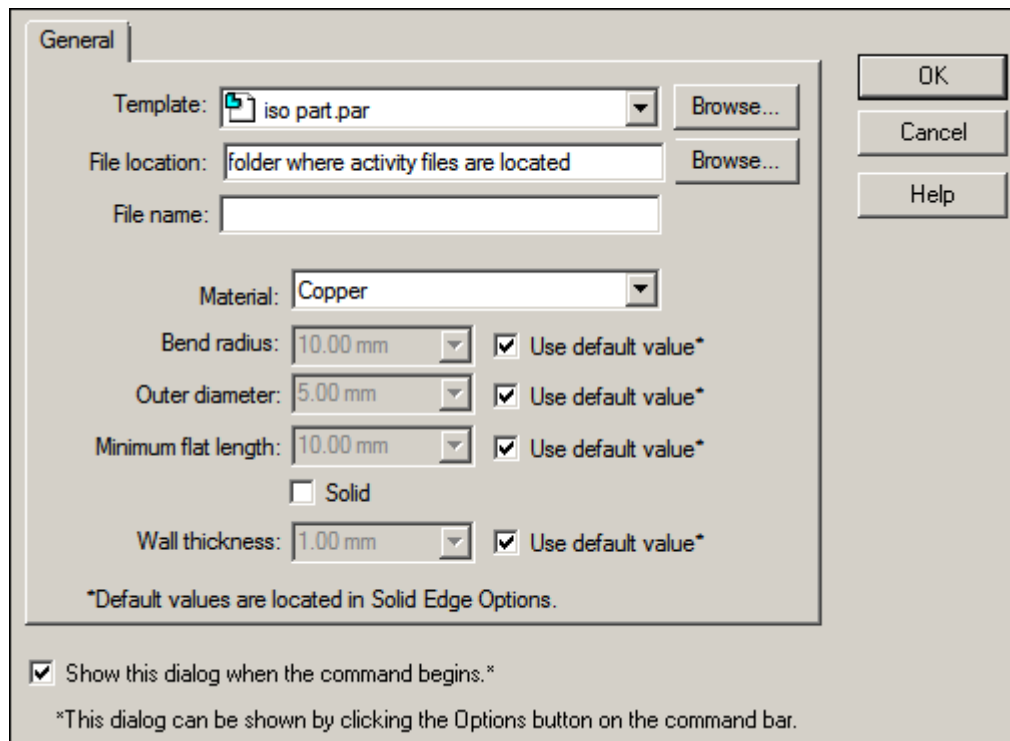 General
Template: iso part.par Browse... OK
File location: folder where activity files are located Browse... Cancel
File name: Help
Material: Copper
Bend radius: 10.00 mm Use default value*
Outer diameter: 5.00 mm Use default value*
Minimum flat length: 10.00 mm Use default value*
Solid
Wall thickness: 1.00 mm Use default value*
*Default values are located in Solid Edge Options.
Show this dialog when the command begins.*
*This dialog can be shown by clicking the Options button on the command bar.